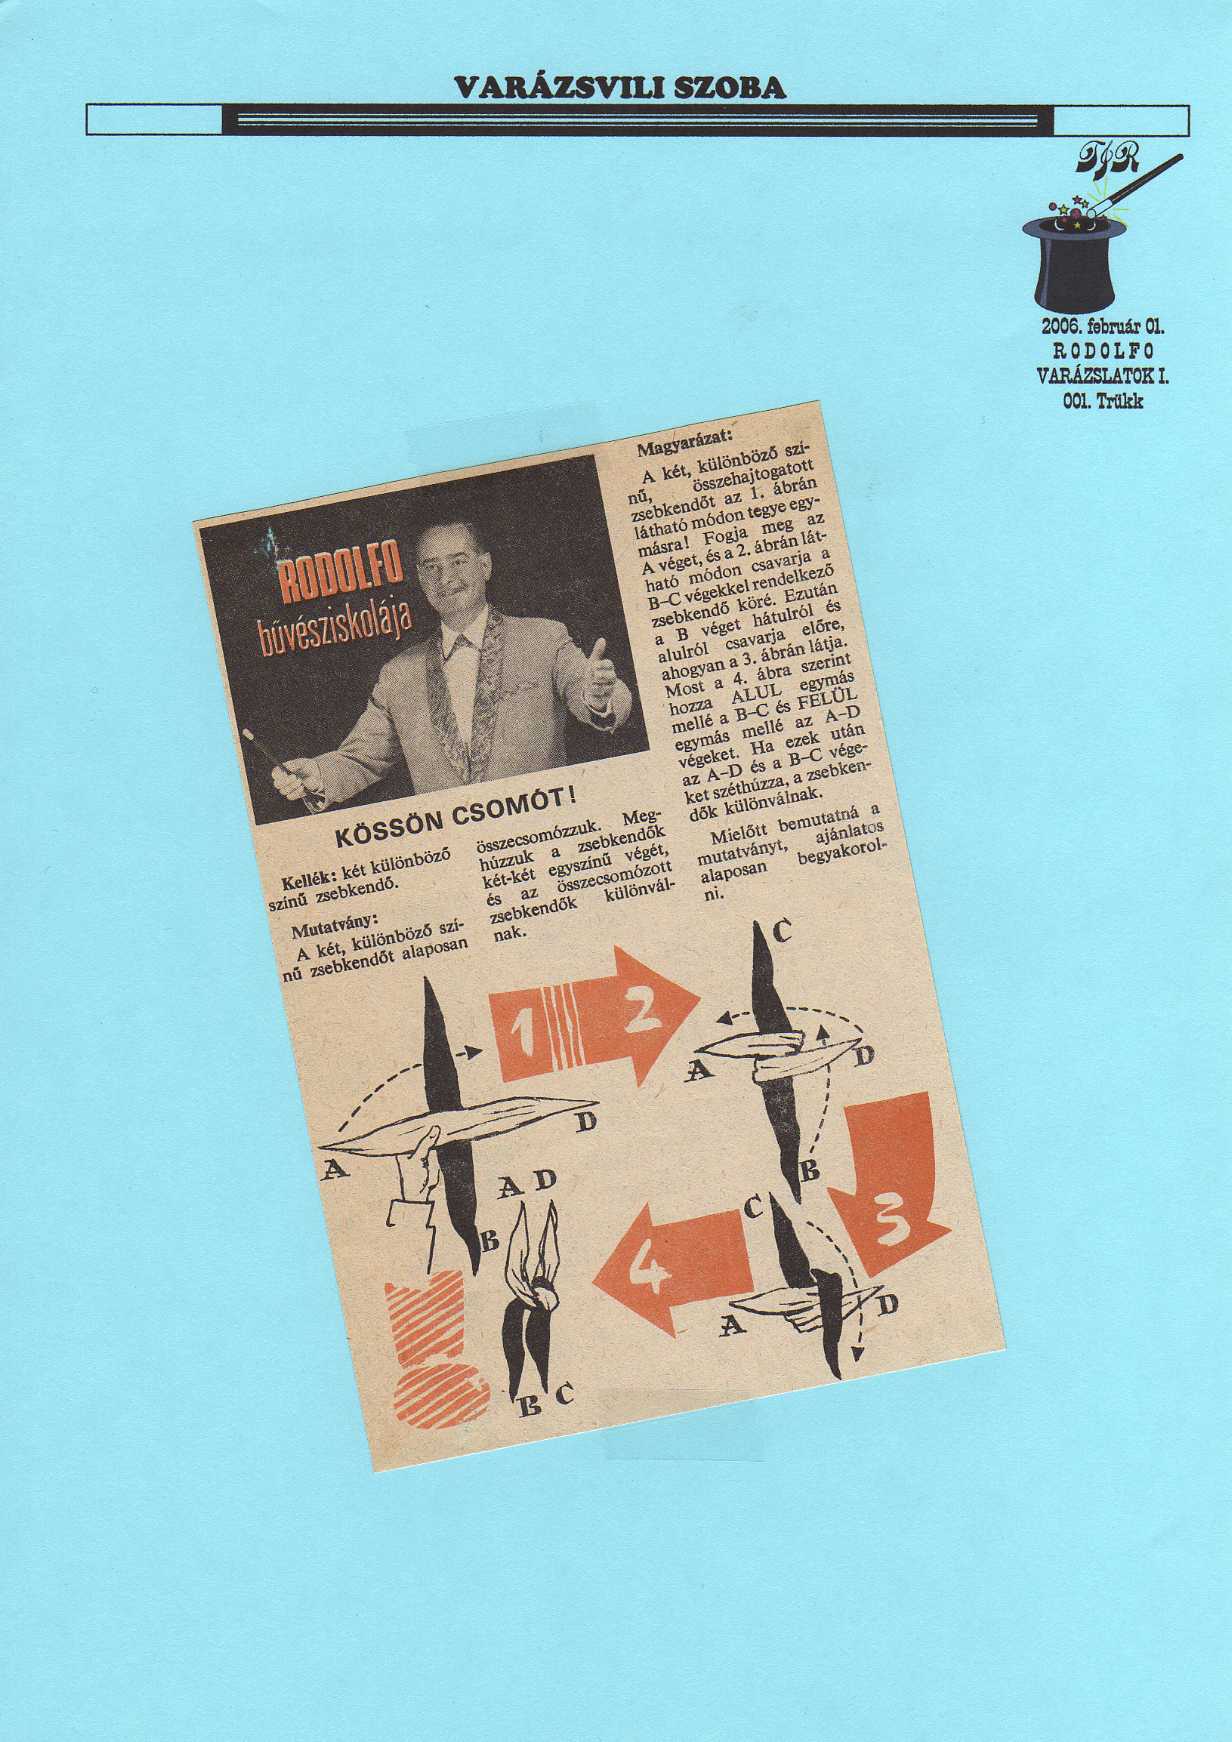 VARÁZSVILI SZOBA
TJR
2006. február 01.
RODOLFO
VARÁZSLATOK I.
001. Trükk
RODOLFO
bűvésziskolája
KÖSSÖN CSOMÓT!
Kellék: két különböző
színű zsebkendő.
Mutatvány:
A két, különböző szí-
nű zsebkendőt alaposan
összecsomózzuk. Meg-
húzzuk a zsebkendők
két-két egyszínű végét,
és az összecsomózott
zsebkendők különvál-
nak.
Magyarázat:
A két, különböző szí-
nű, összehajtogatott
zsebkendőt az 1. ábrán
látható módon tegye egy-
másra! Fogja meg az
A véget, és a 2. ábrán lát-
ható módon csavarja a
B–C végekkel rendelkező
zsebkendő köré. Ezután
a B véget hátulról és
alulról csavarja előre,
ahogyan a 3. ábrán látja.
Most a 4. ábra szerint
hozza ALUL egymás
mellé a B–C és FELÜL
egymás mellé az A–D
végeket. Ha ezek után
az A–D és a B–C vége-
ket széthúzza, a zsebken-
dők különválnak.
Mielőtt bemutatná a
mutatványt, ajánlatos
alaposan begyakorol-
ni.
1
2
A
D
B
C
A
D
B
3
C
A
D
4
A D
B C